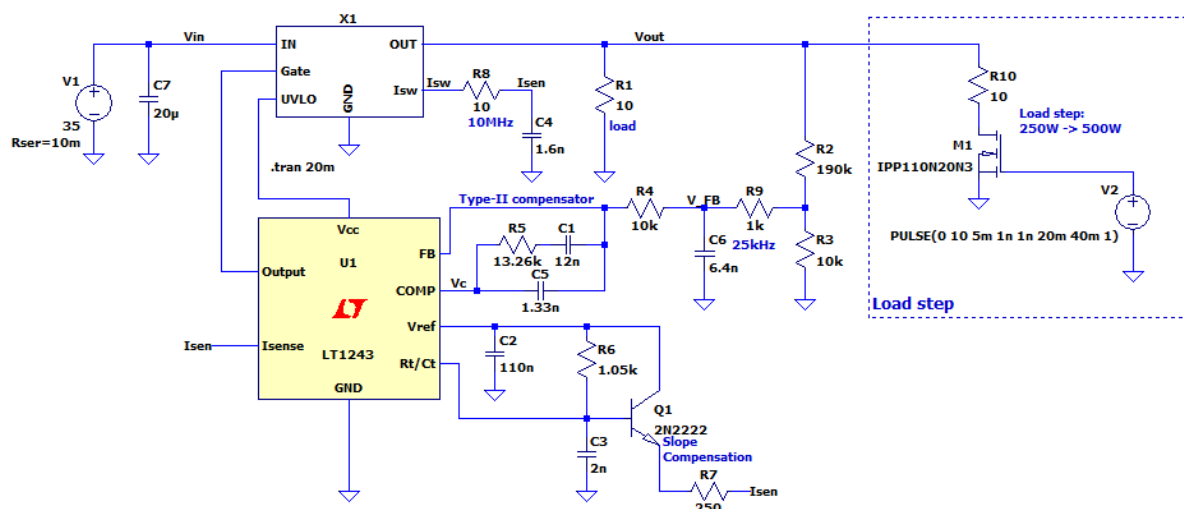 X1
Vin
IN
OUT
Vout
Gate
UVLO
GND
Isw
Isw
R8
10
10MHz
Isen
C4
1.6n
V1
35
Rser=10m
C7
20µ
.tran 20m
R1
10
load
R2
190k
R10
10
Load step:
250W -> 500W
M1
IPP110N20N3
V2
PULSE(0 10 5m 1n 1n 20m 40m 1)
Load step
Type-II compensator
R4
10k
V_FB
R9
1k
25kHz
C6
6.4n
R3
10k
R5
13.26k
C1
12n
C5
1.33n
Vc
Vcc
U1
FB
Output
COMP
LT
Vref
Isen
Isense
LT1243
Rt/Ct
GND
C2
110n
R6
1.05k
Q1
2N2222
Slope
Compensation
C3
2n
R7
250
Isen